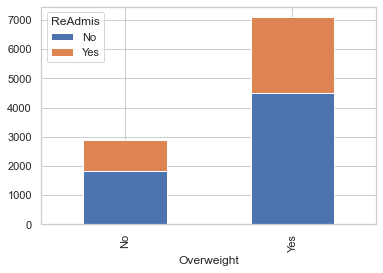 7000
6000
5000
4000
3000
2000
1000
0
ReAdmis
No
Yes
No
Yes
Overweight